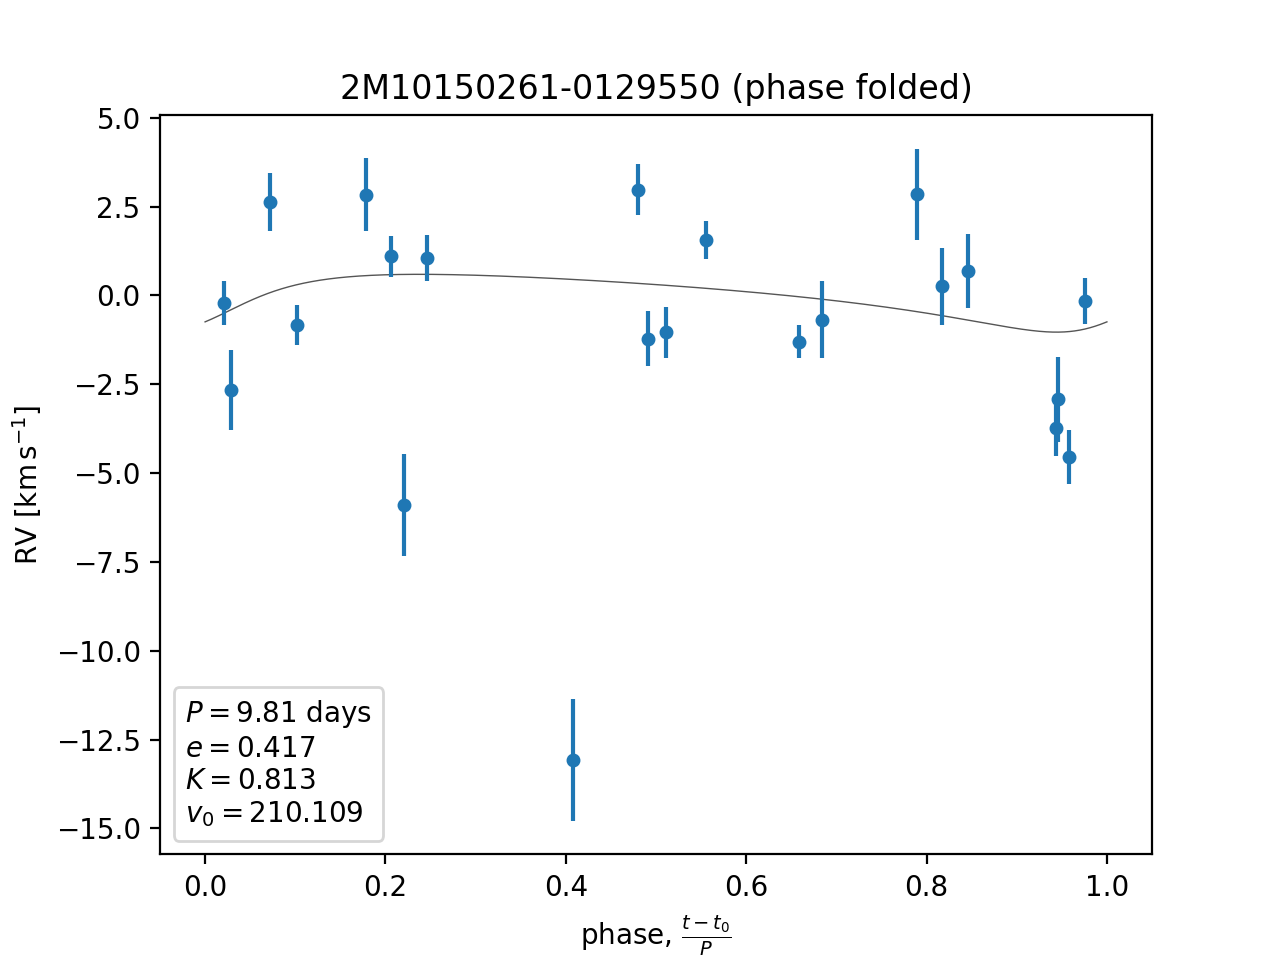 2M10150261-0129550 (phase folded)
5.0
2.5
0.0
−2.5
−5.0
−7.5
−10.0
−12.5
−15.0
RV [km s⁻¹]
P = 9.81 days
e = 0.417
K = 0.813
v₀ = 210.109
0.0 0.2 0.4 0.6 0.8 1.0
phase, (t − t₀)/P